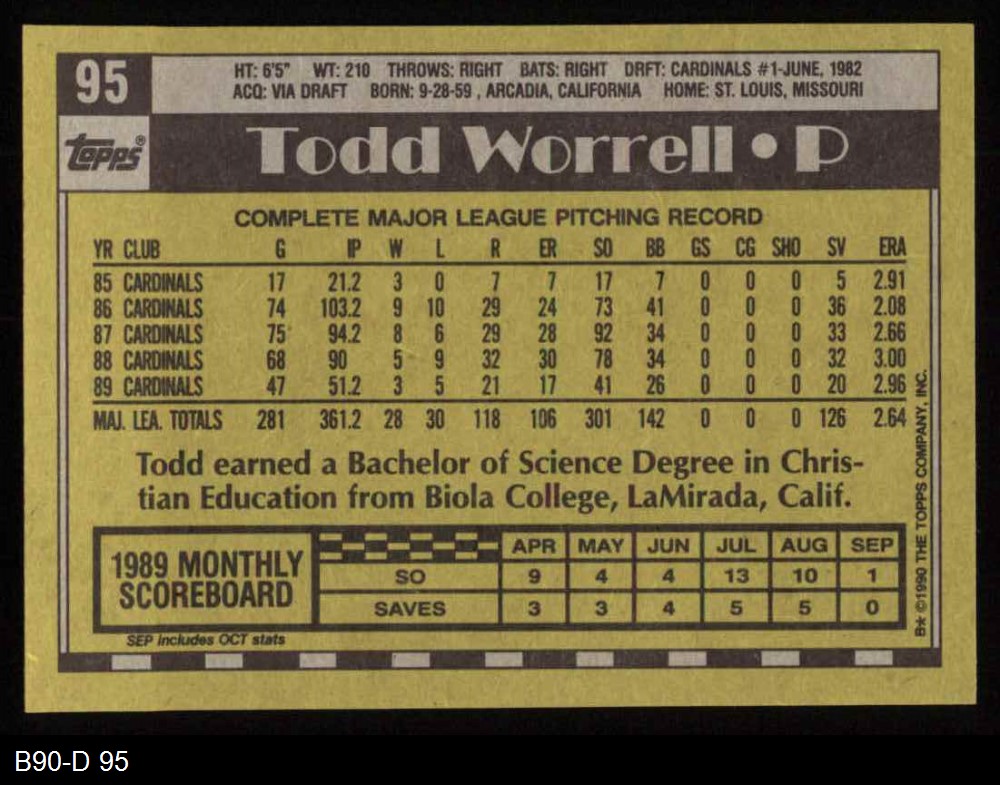 95
HT: 6'5" WT: 210 THROWS: RIGHT BATS: RIGHT DRFT: CARDINALS #1-JUNE, 1982
ACQ: VIA DRAFT BORN: 9-28-59 , ARCADIA, CALIFORNIA HOME: ST. LOUIS, MISSOURI
topps®
Todd Worrell • P
COMPLETE MAJOR LEAGUE PITCHING RECORD
YR CLUB G IP W L R ER SO BB GS CG SHO SV ERA
85 CARDINALS 17 21.2 3 0 7 7 17 7 0 0 0 5 2.91
86 CARDINALS 74 103.2 9 10 29 24 73 41 0 0 0 36 2.08
87 CARDINALS 75 94.2 8 6 29 28 92 34 0 0 0 33 2.66
88 CARDINALS 68 90 5 9 32 30 78 34 0 0 0 32 3.00
89 CARDINALS 47 51.2 3 5 21 17 41 26 0 0 0 20 2.96
MAJ. LEA. TOTALS 281 361.2 28 30 118 106 301 142 0 0 0 126 2.64
Todd earned a Bachelor of Science Degree in Chris-
tian Education from Biola College, LaMirada, Calif.
1989 MONTHLY
SCOREBOARD
APR MAY JUN JUL AUG SEP
SO 9 4 4 13 10 1
SAVES 3 3 4 5 5 0
SEP includes OCT stats
B* ©1990 THE TOPPS COMPANY, INC.
B90-D 95